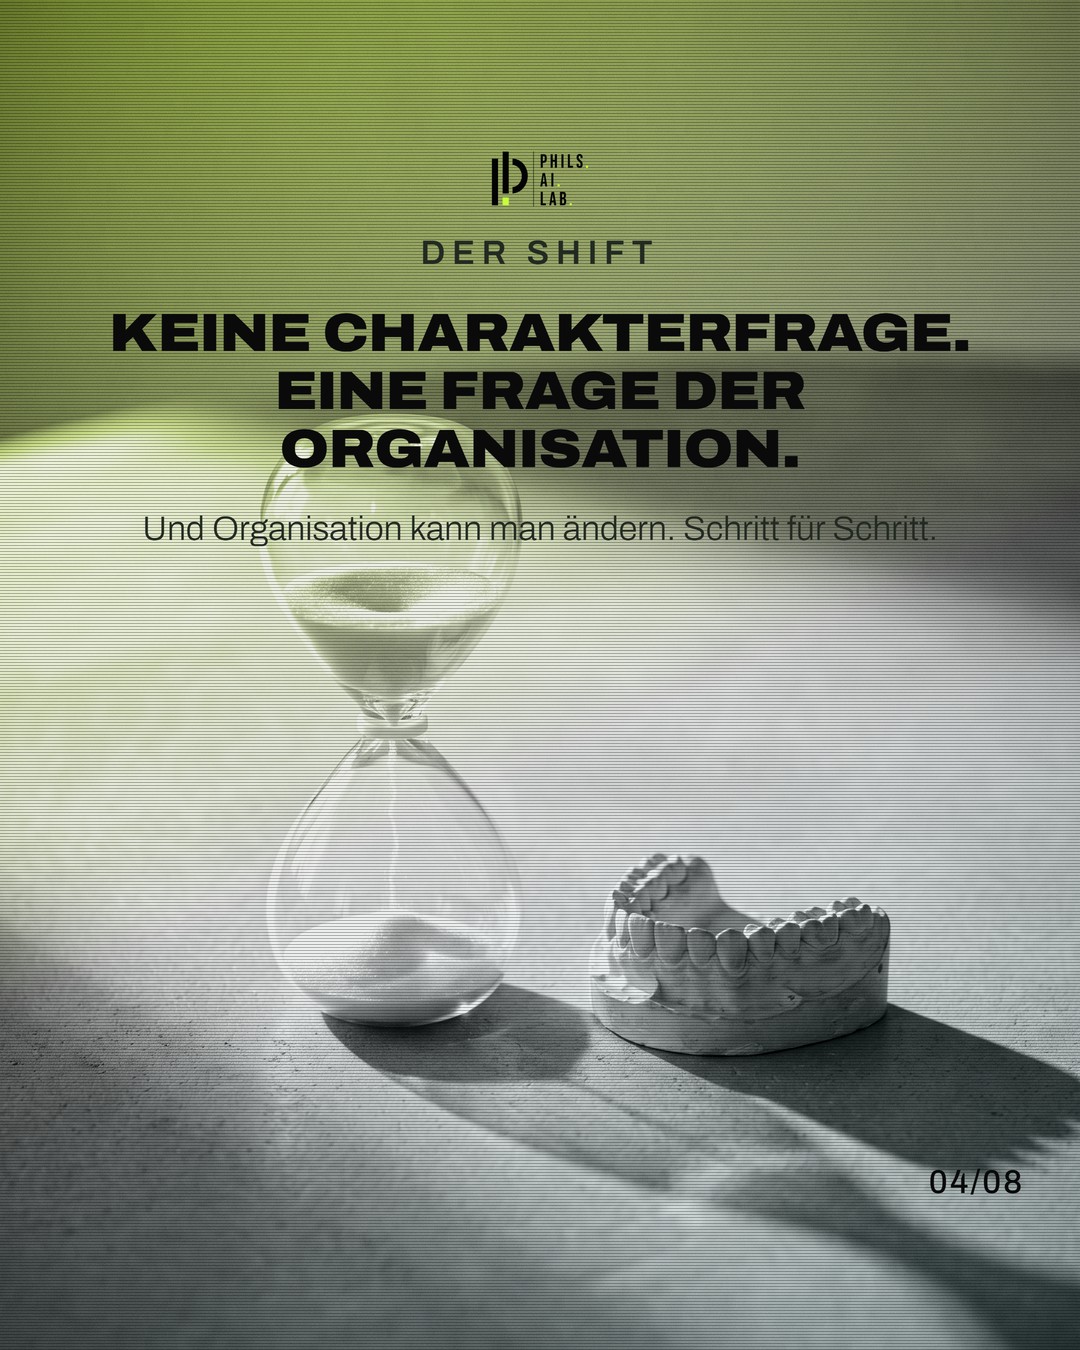 PHILS.
AI.
LAB.
DER SHIFT
KEINE CHARAKTERFRAGE.
EINE FRAGE DER
ORGANISATION.
Und Organisation kann man ändern. Schritt für Schritt.
04/08